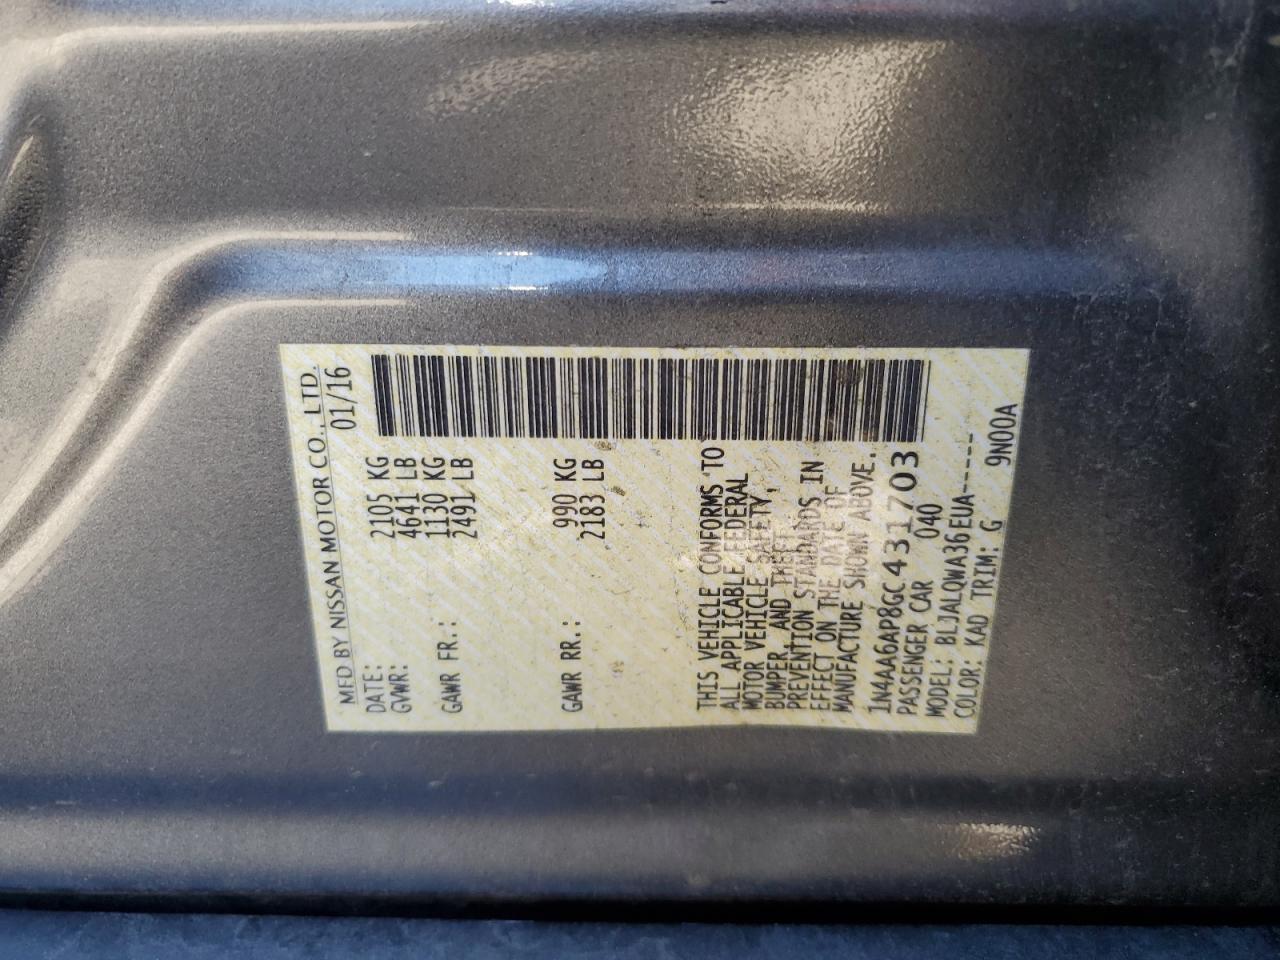 MFD BY NISSAN MOTOR CO., LTD.
DATE: 01/16
GVWR: 2105 KG
4641 LB
GAWR FR.: 1130 KG
2491 LB
GAWR RR.: 990 KG
2183 LB
THIS VEHICLE CONFORMS TO
ALL APPLICABLE FEDERAL
MOTOR VEHICLE SAFETY,
BUMPER, AND THEFT
PREVENTION STANDARDS IN
EFFECT ON THE DATE OF
MANUFACTURE SHOWN ABOVE.
1N4AA6AP8GC431703
PASSENGER CAR 040
MODEL: BLJALQWA36EUA-----
COLOR: KAD TRIM: G 9N00A